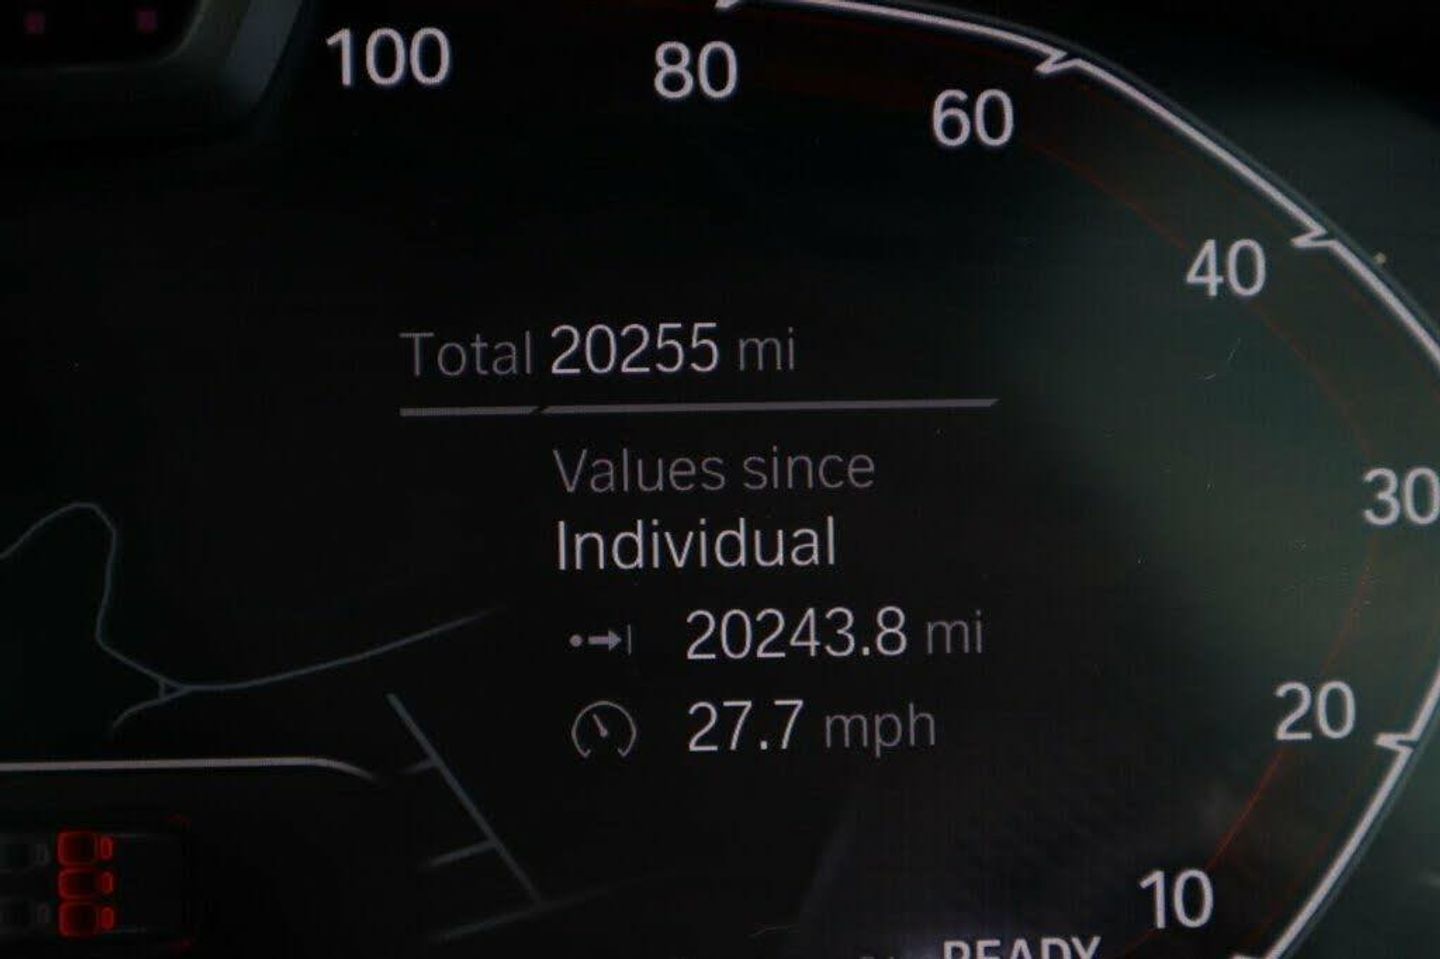 100
80
60
40
30
20
10
Total 20255 mi
Values since
Individual
20243.8 mi
27.7 mph
READY